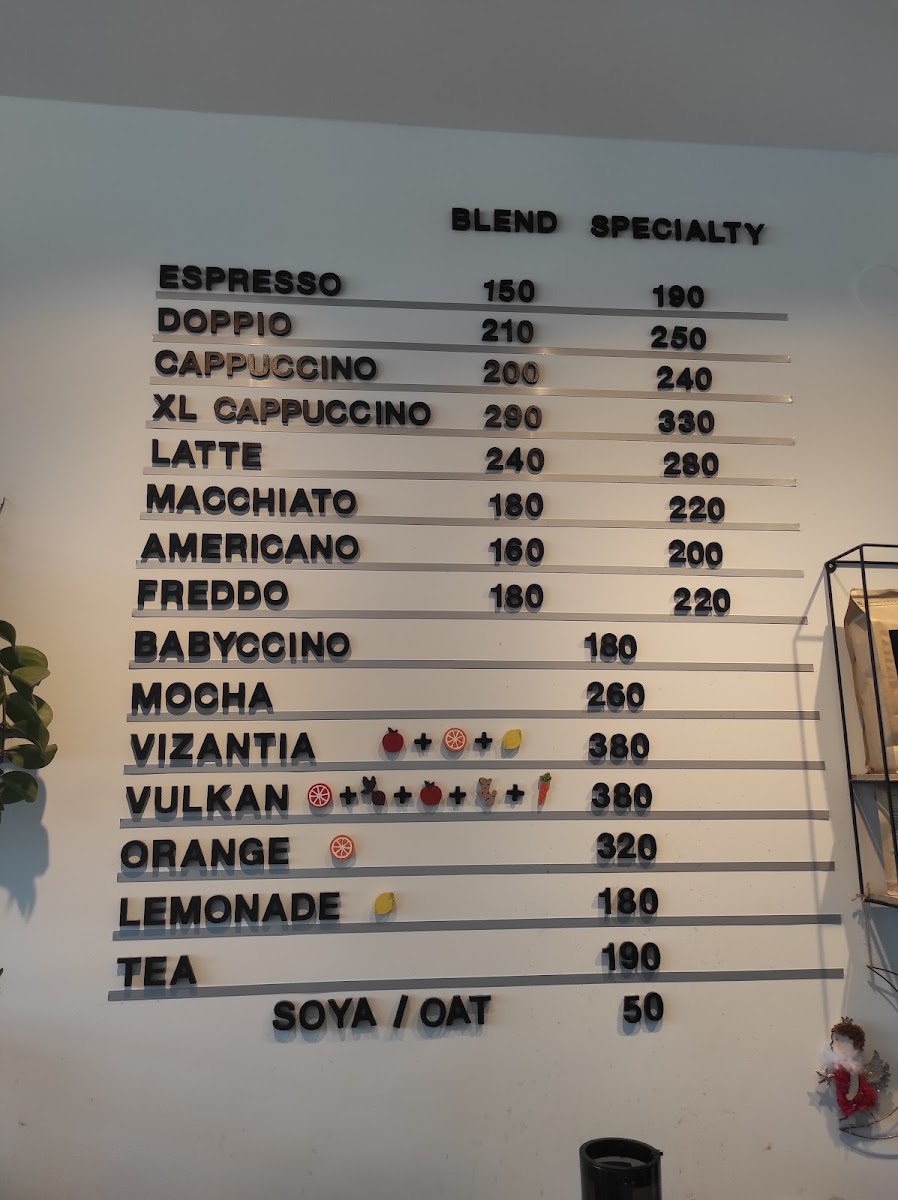 BLEND SPECIALTY
ESPRESSO 150 190
DOPPIO 210 250
CAPPUCCINO 200 240
XL CAPPUCCINO 290 330
LATTE 240 280
MACCHIATO 180 220
AMERICANO 160 200
FREDDO 180 220
BABYCCINO 180
MOCHA 260
VIZANTIA + + 380
VULKAN + + + + 380
ORANGE 320
LEMONADE 180
TEA 190
SOYA / OAT 50